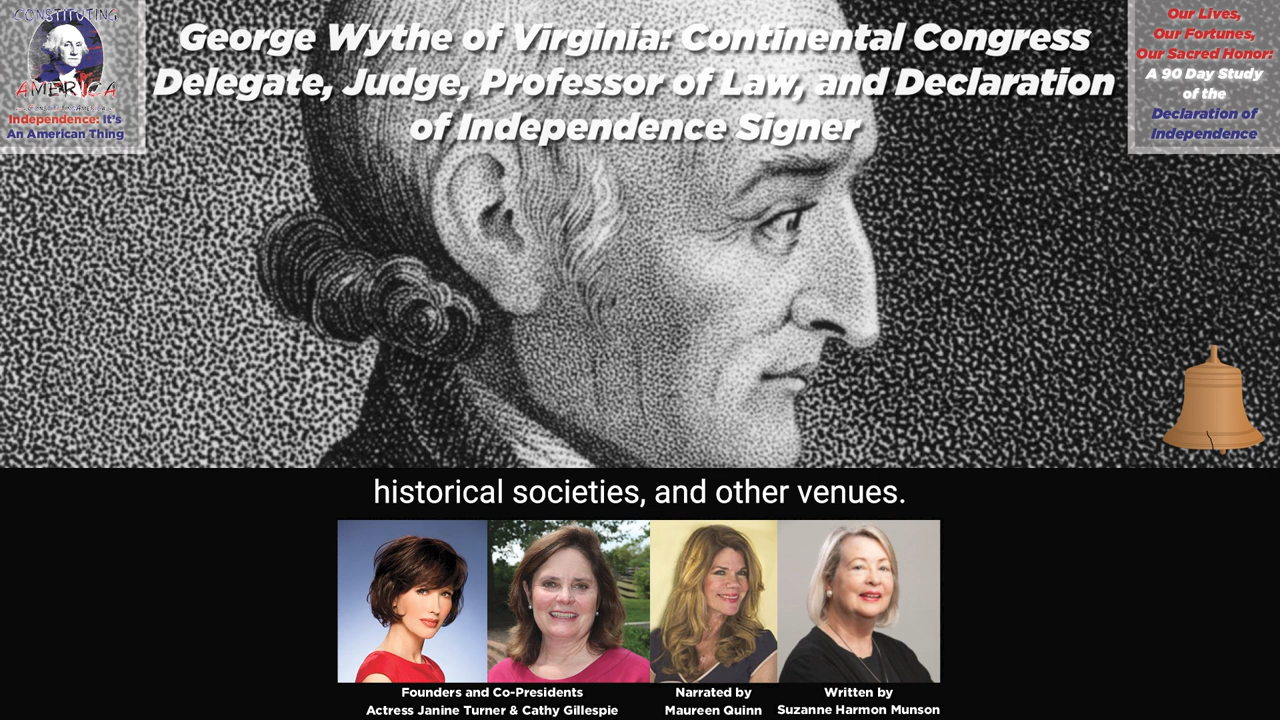 CONSTITUTING
AMERICA
Independence: It's
An American Thing
George Wythe of Virginia: Continental Congress
Delegate, Judge, Professor of Law, and Declaration
of Independence Signer
Our Lives,
Our Fortunes,
Our Sacred Honor:
A 90 Day Study
of the
Declaration of
Independence
historical societies, and other venues.
Founders and Co-Presidents
Actress Janine Turner & Cathy Gillespie
Narrated by
Maureen Quinn
Written by
Suzanne Harmon Munson